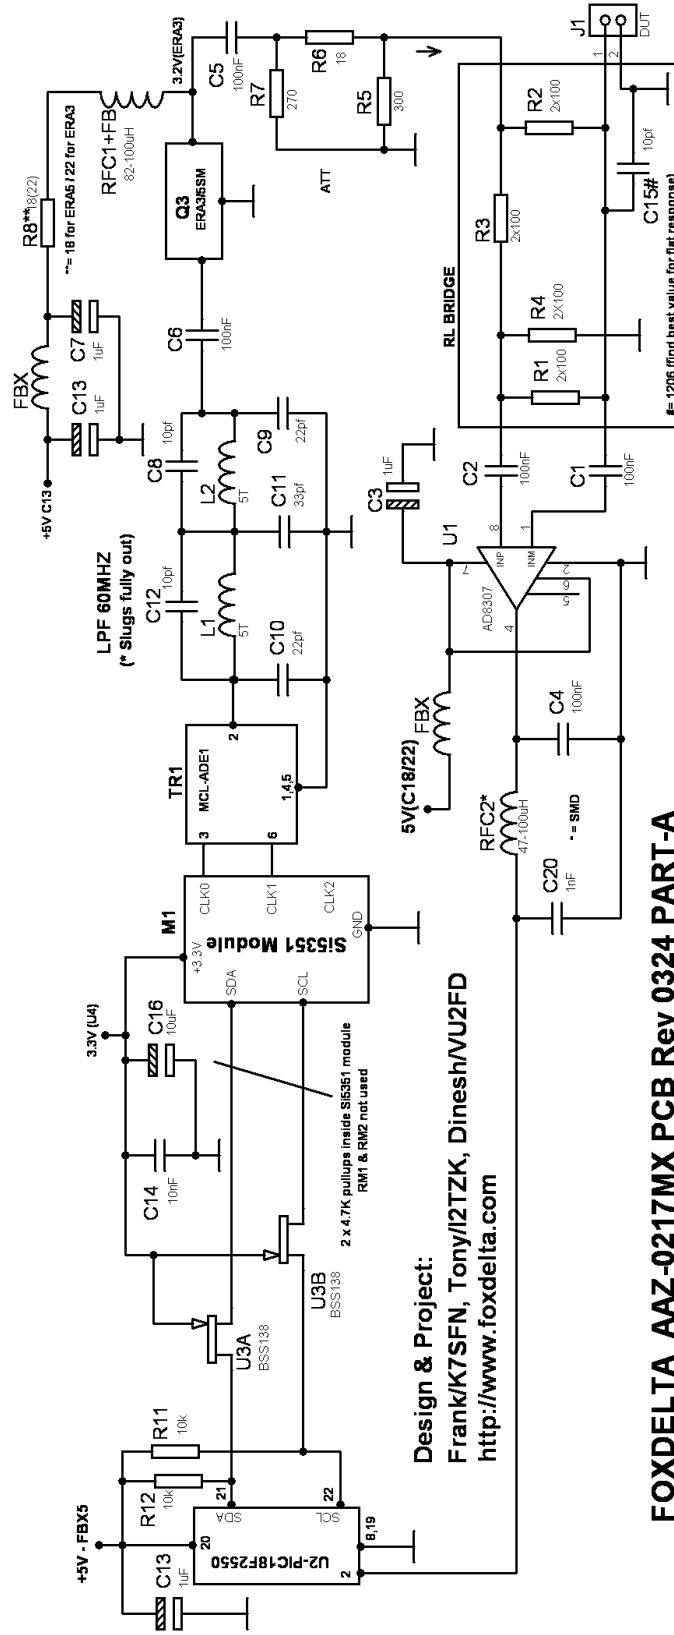 +5V - FBX5
C13
1uF
R12
10k
R11
10k
20
U2-PIC18F2550
SDA
21
SCL
22
8,19
2
U3A
BSS138
U3B
BSS138
C14
10nF
C16
10uF
3.3V (U4)
2 x 4.7K pullups inside Si5351 module
RM1 & RM2 not used
M1
+3.3V
Si5351 Module
SDA
SCL
CLK0
CLK1
CLK2
GND
TR1
MCL-ADE1
3
6
2
1,4,5
LPF 60MHZ
(* Slugs fully out)
C12
10pf
L1
5T
C10
22pf
C8
10pf
L2
5T
C11
33pf
C9
22pf
C6
100nF
Q3
ERA3/5SM
+5V C13
FBX
C13
1uF
C7
1uF
R8**
18(22)
**= 18 for ERA5 / 22 for ERA3
RFC1+FB
82-100uH
3.2V(ERA3)
C5
100nF
R7
270
R6
18
R5
300
ATT
RL BRIDGE
R3
2x100
R2
2x100
R4
2X100
R1
2x100
C15#
10pf
#= 1206 ffind best value for flat response)
J1
DUT
1
2
C2
100nF
C1
100nF
C3
1uF
U1
AD8307
INP
INM
8
1
7
4
2
6
5
5V(C18/22)
FBX
RFC2*
47-100uH
C4
100nF
C20
1nF
* = SMD
Design & Project:
Frank/K7SFN, Tony/I2TZK, Dinesh/VU2FD
http://www.foxdelta.com
FOXDELTA AAZ-0217MX PCB Rev 0324 PART-A